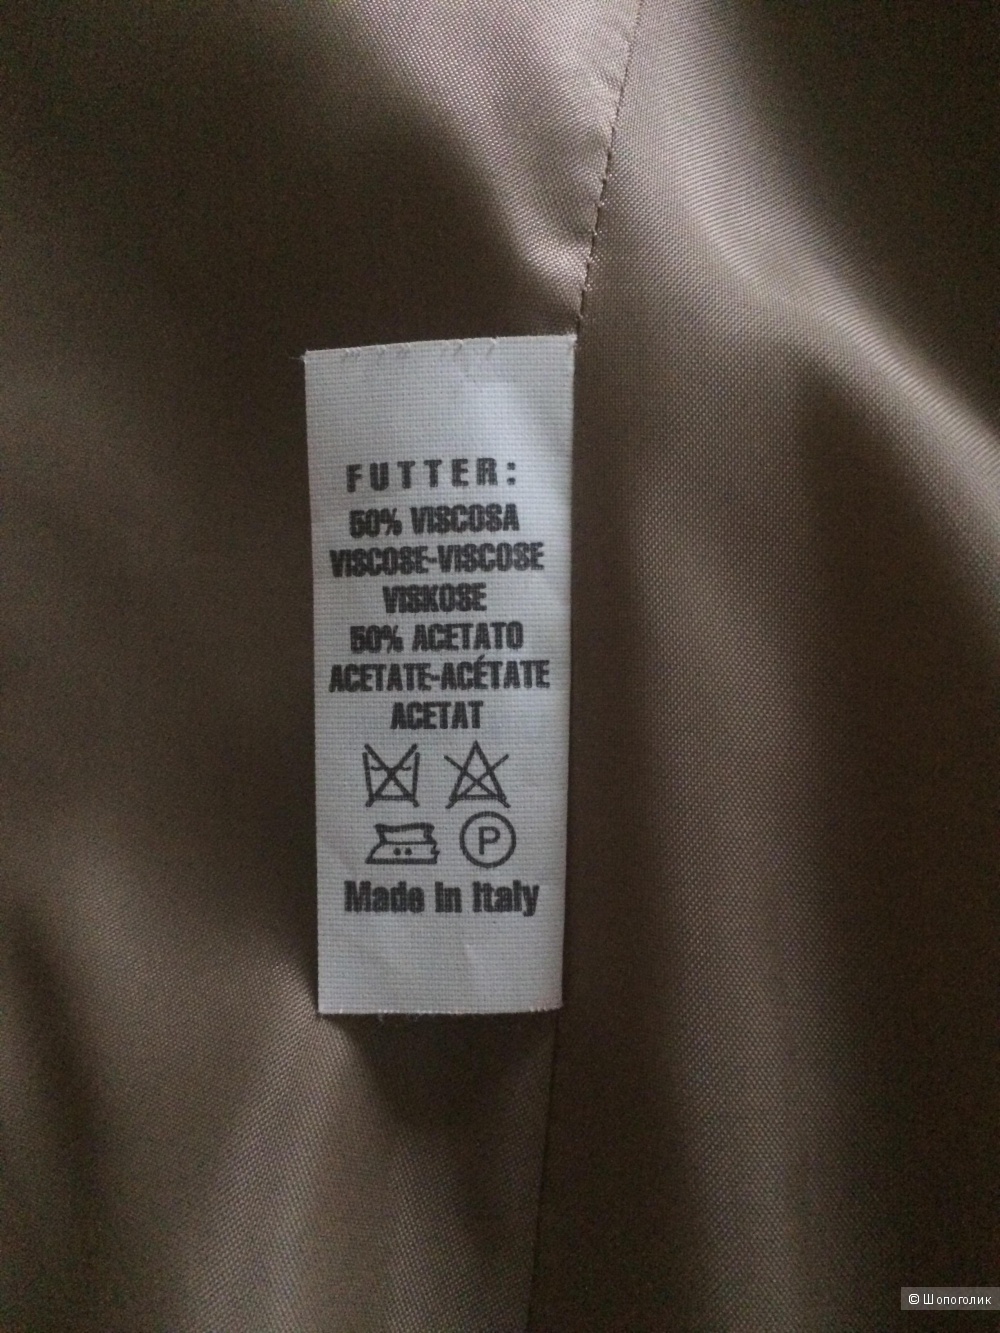 FUTTER:
50% VISCOSA
VISCOSE-VISCOSE
VISKOSE
50% ACETATO
ACETATE-ACÉTATE
ACETAT
P
Made in Italy
© Шопоголик